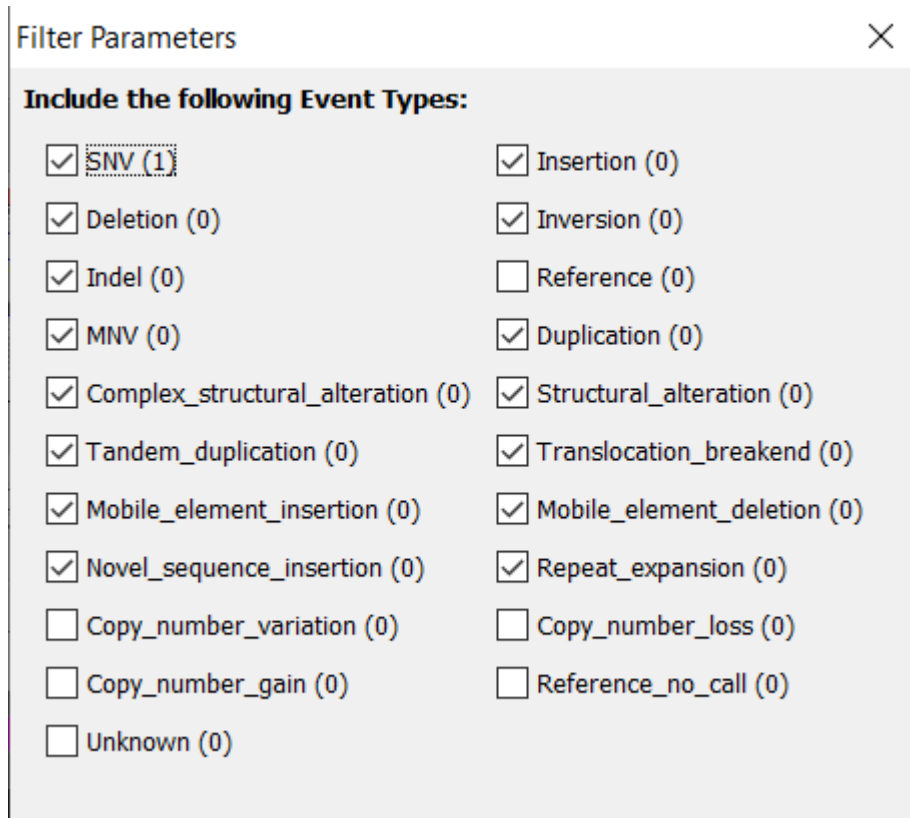 Filter Parameters
Include the following Event Types:
SNV (1) Insertion (0)
Deletion (0) Inversion (0)
Indel (0) Reference (0)
MNV (0) Duplication (0)
Complex_structural_alteration (0) Structural_alteration (0)
Tandem_duplication (0) Translocation_breakend (0)
Mobile_element_insertion (0) Mobile_element_deletion (0)
Novel_sequence_insertion (0) Repeat_expansion (0)
Copy_number_variation (0) Copy_number_loss (0)
Copy_number_gain (0) Reference_no_call (0)
Unknown (0)